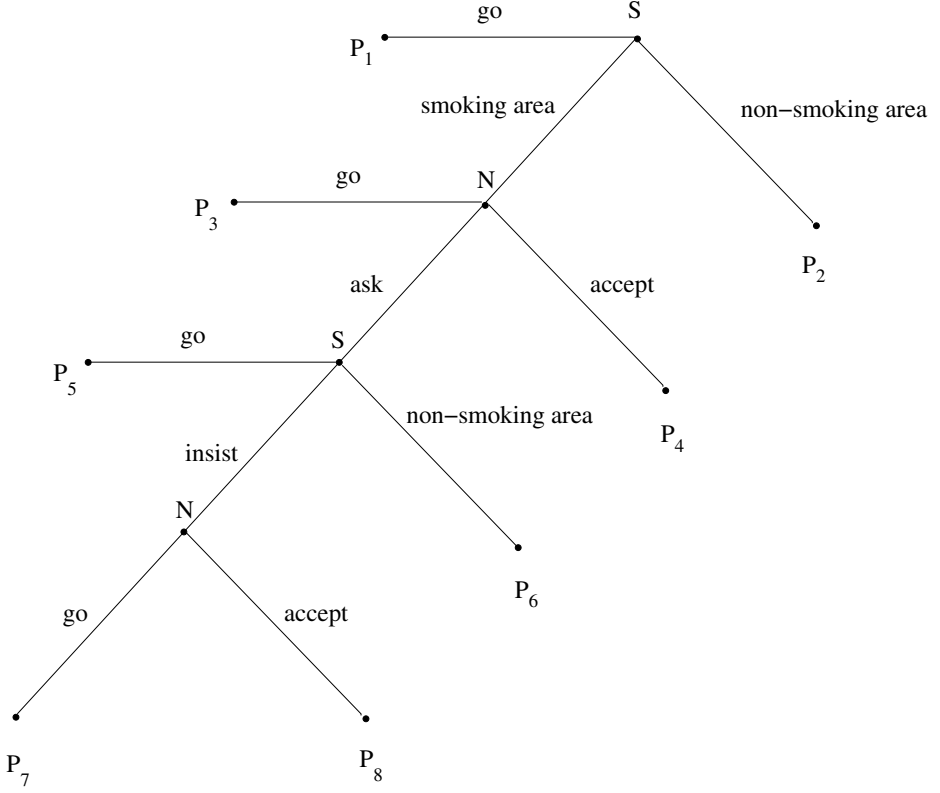 go
S
P1
smoking area
non−smoking area
go
N
P3
P2
ask
accept
go
S
P5
non−smoking area
P4
insist
N
P6
go
accept
P7
P8